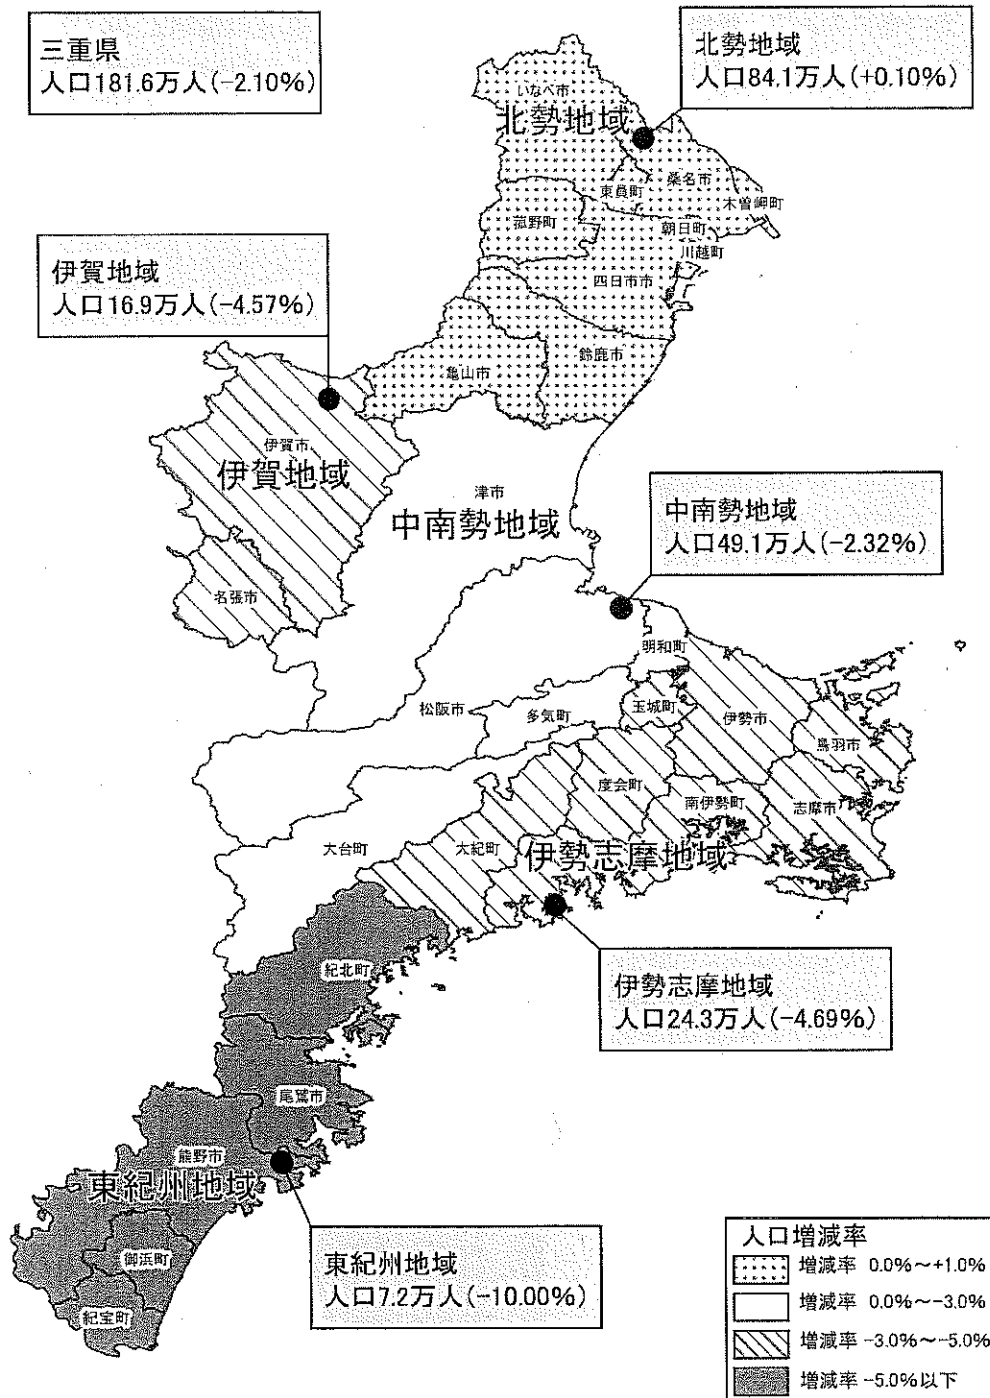 三重県
人口181.6万人(-2.10%)
北勢地域
人口84.1万人(+0.10%)
いなべ市
北勢地域
桑名市
東員町
木曽岬町
菰野町
朝日町
川越町
四日市市
伊賀地域
人口16.9万人(-4.57%)
鈴鹿市
亀山市
伊賀市
伊賀地域
津市
中南勢地域
中南勢地域
人口49.1万人(-2.32%)
名張市
明和町
松阪市
多気町
玉城町
伊勢市
鳥羽市
度会町
南伊勢町
志摩市
大台町
大紀町
伊勢志摩地域
紀北町
伊勢志摩地域
人口24.3万人(-4.69%)
尾鷲市
熊野市
東紀州地域
御浜町
紀宝町
東紀州地域
人口7.2万人(-10.00%)
人口増減率
増減率 0.0%~+1.0%
増減率 0.0%~-3.0%
増減率 -3.0%~-5.0%
増減率 -5.0%以下